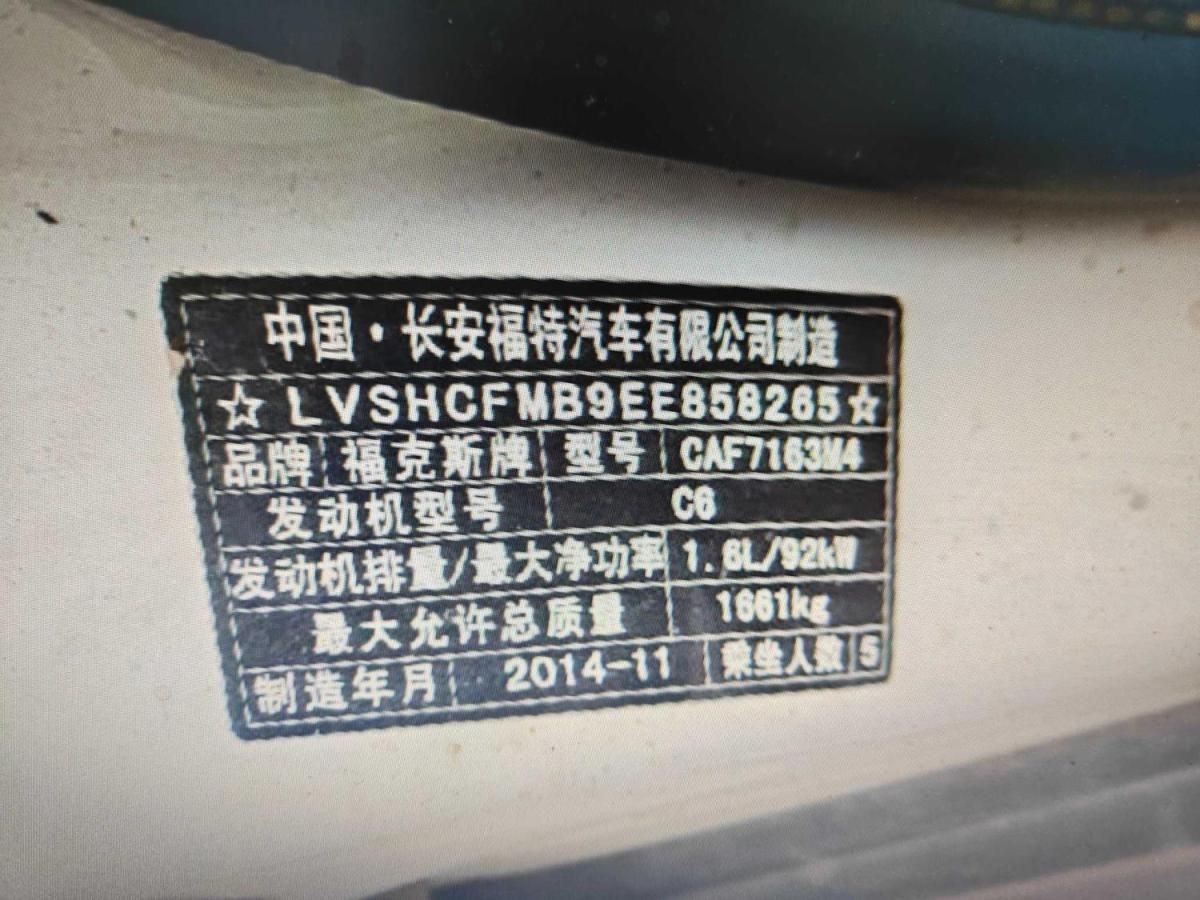 中国·长安福特汽车有限公司制造
☆LVSHCFMB9EE858265☆
品牌 福克斯牌 型号 CAF7163M4
发动机型号 C6
发动机排量/最大净功率 1.6L/92kW
最大允许总质量 1661kg
制造年月 2014-11 乘坐人数 5